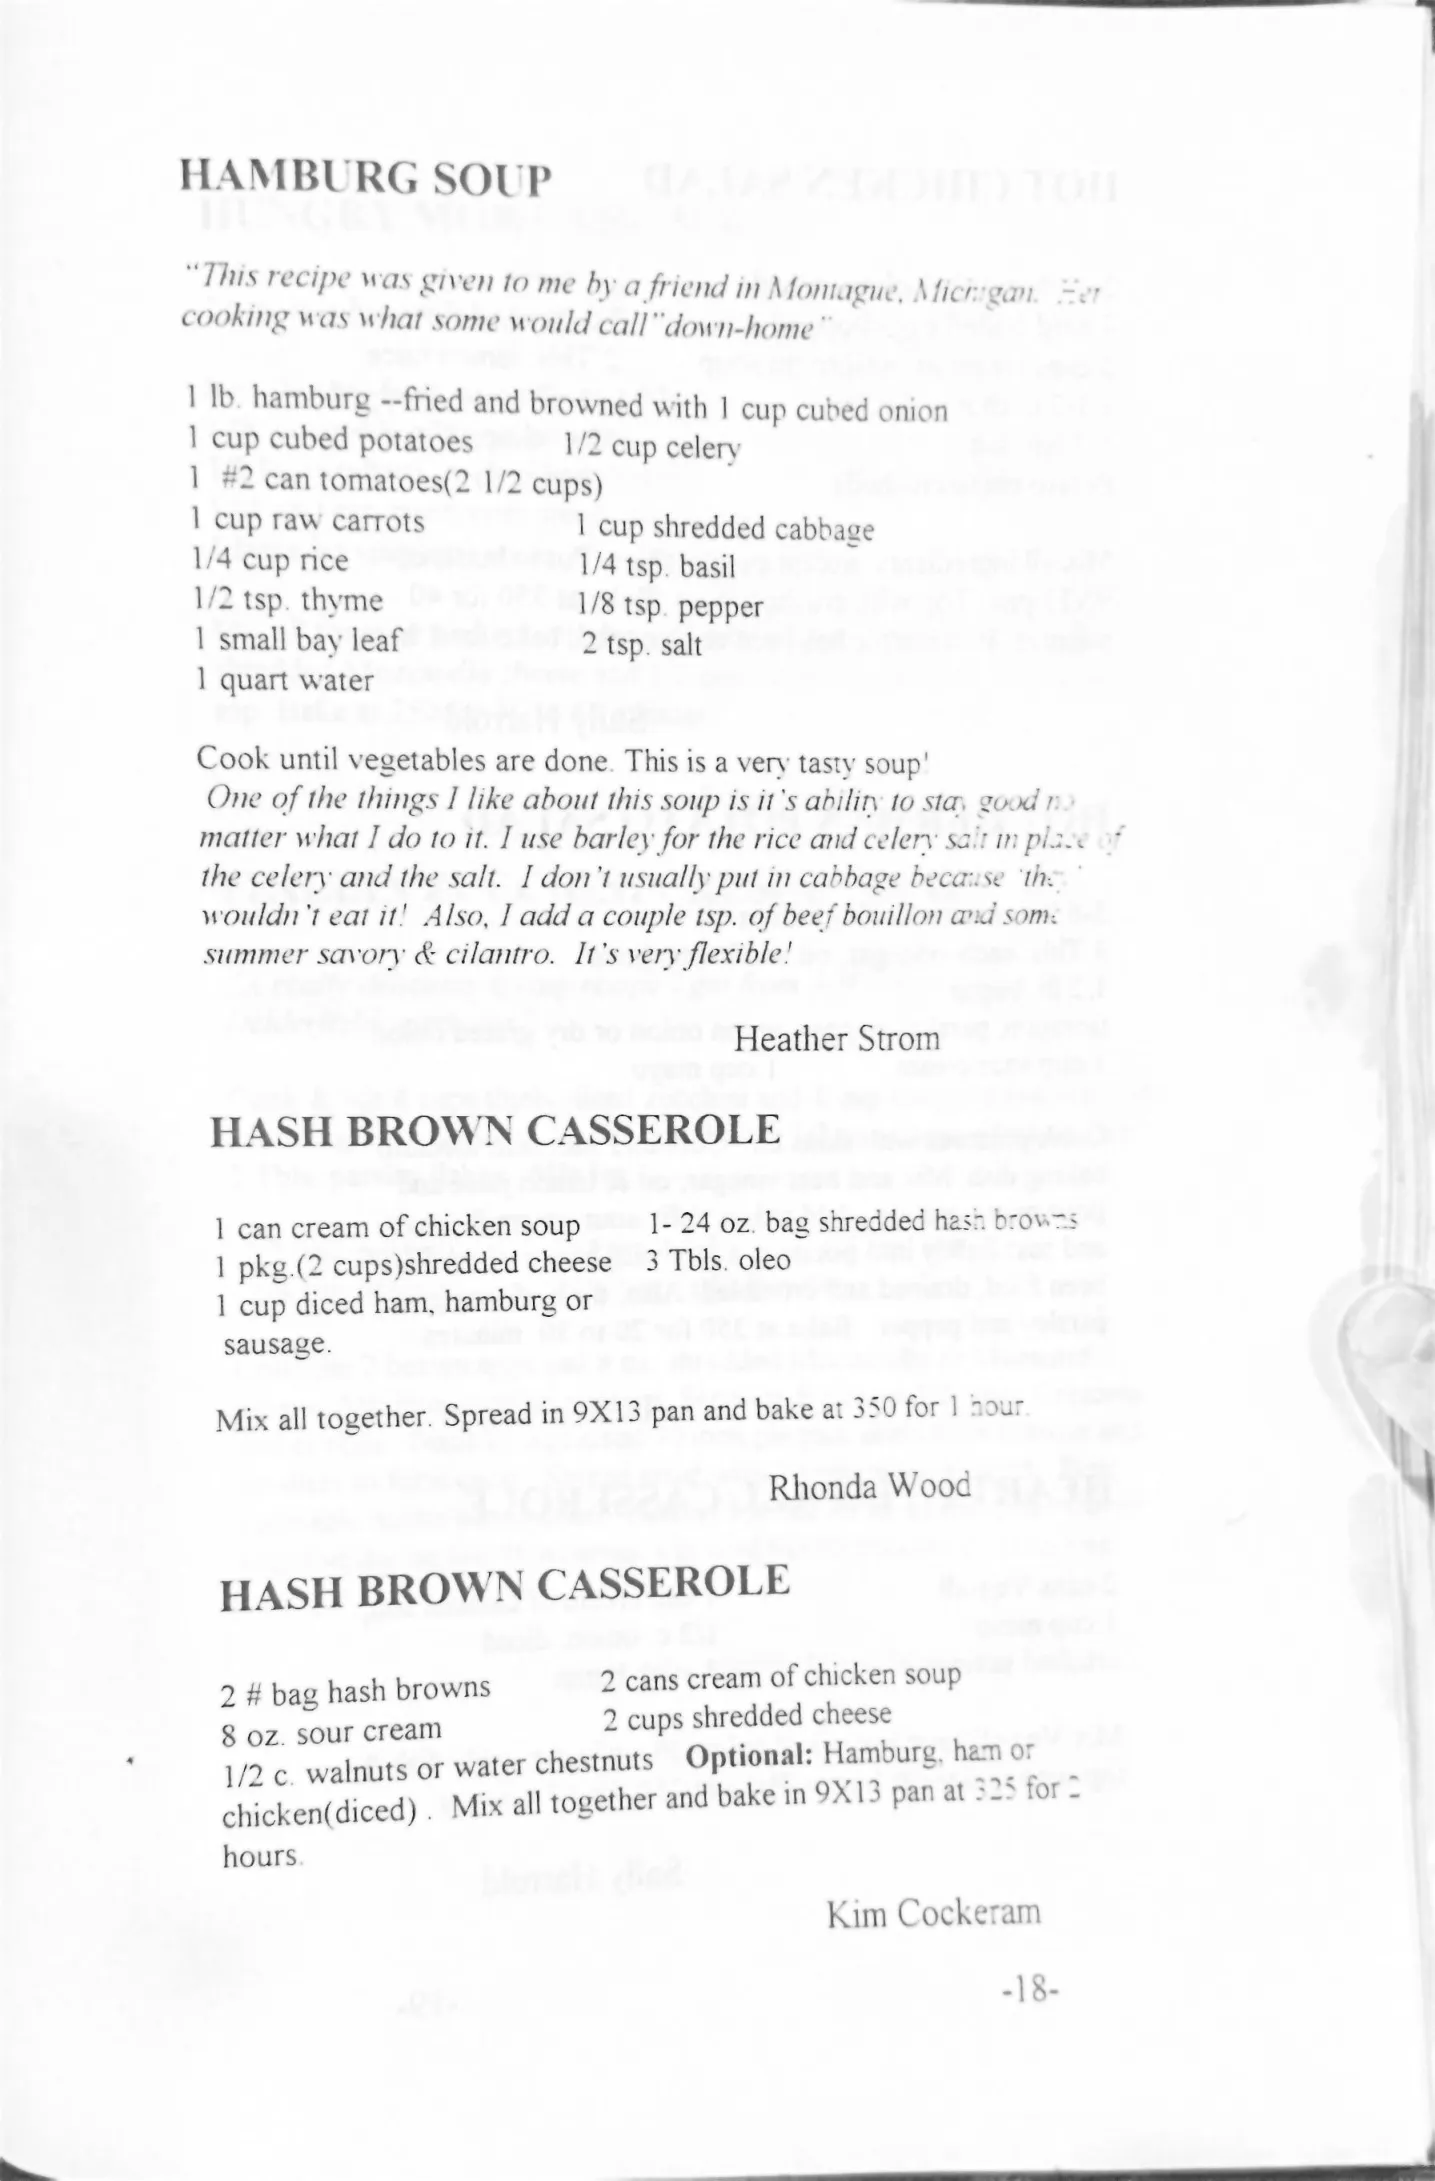 HAMBURG SOUP
"This recipe was given to me by a friend in Montague, Michigan. Her
cooking was what some would call "down-home"
1 lb. hamburg --fried and browned with 1 cup cubed onion
1 cup cubed potatoes 1/2 cup celery
1 #2 can tomatoes(2 1/2 cups)
1 cup raw carrots 1 cup shredded cabbage
1/4 cup rice 1/4 tsp. basil
1/2 tsp. thyme 1/8 tsp. pepper
1 small bay leaf 2 tsp. salt
1 quart water
Cook until vegetables are done. This is a very tasty soup!
One of the things I like about this soup is it's ability to stay good no
matter what I do to it. I use barley for the rice and celery salt in place of
the celery and the salt. I don't usually put in cabbage because
wouldn't eat it! Also, I add a couple tsp. of beef bouillon and some
summer savory & cilantro. It's very flexible!
Heather Strom
HASH BROWN CASSEROLE
1 can cream of chicken soup 1- 24 oz. bag shredded hash browns
1 pkg.(2 cups)shredded cheese 3 Tbls. oleo
1 cup diced ham, hamburg or
sausage.
Mix all together. Spread in 9X13 pan and bake at 350 for 1 hour.
Rhonda Wood
HASH BROWN CASSEROLE
2 # bag hash browns 2 cans cream of chicken soup
8 oz. sour cream 2 cups shredded cheese
1/2 c. walnuts or water chestnuts Optional: Hamburg, ham or
chicken(diced) . Mix all together and bake in 9X13 pan at 325 for 2
hours.
Kim Cockeram
-18-